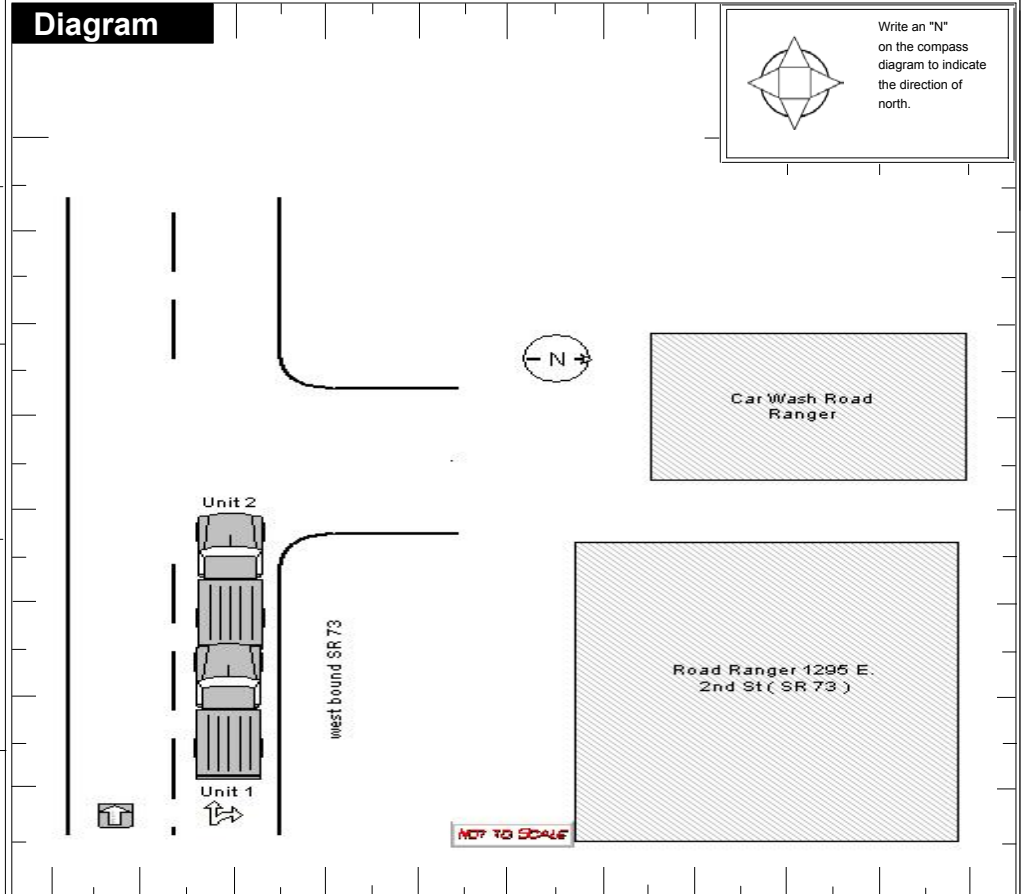 Diagram
Write an "N"
on the compass
diagram to indicate
the direction of
north.
N
Car Wash Road
Ranger
Unit 2
west bound SR 73
Road Ranger 1295 E.
2nd St ( SR 73 )
Unit 1
NOT TO SCALE